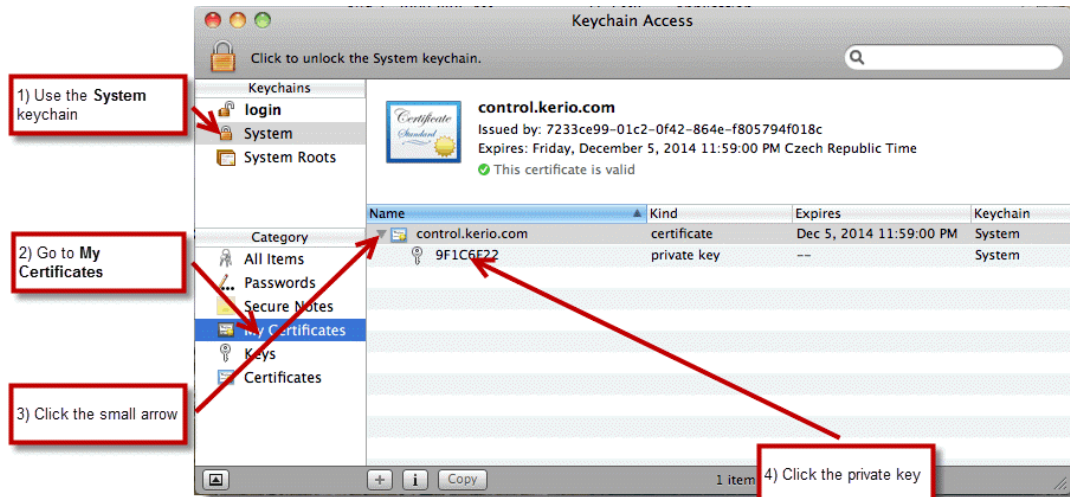 Keychain Access
Click to unlock the System keychain.
1) Use the System
keychain
Keychains
login
System
System Roots
Certificate
Standard
control.kerio.com
Issued by: 7233ce99-01c2-0f42-864e-f805794f018c
Expires: Friday, December 5, 2014 11:59:00 PM Czech Republic Time
This certificate is valid
Name Kind Expires Keychain
control.kerio.com certificate Dec 5, 2014 11:59:00 PM System
9F1C6F22 private key -- System
2) Go to My
Certificates
Category
All Items
Passwords
Secure Notes
My Certificates
Keys
Certificates
3) Click the small arrow
4) Click the private key
Copy
1 item